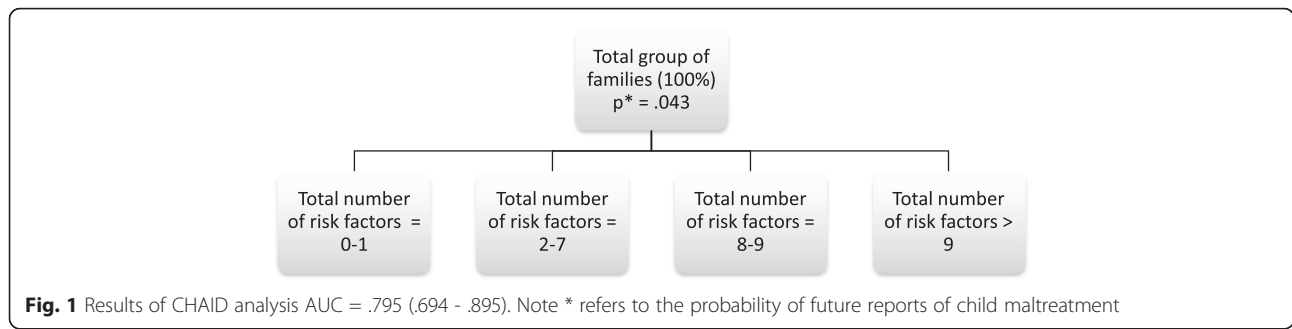 Total group of
families (100%)
p* = .043
Total number
of risk factors =
0-1
Total number
of risk factors =
2-7
Total number
of risk factors =
8-9
Total number
of risk factors >
9
Fig. 1 Results of CHAID analysis AUC = .795 (.694 - .895). Note * refers to the probability of future reports of child maltreatment